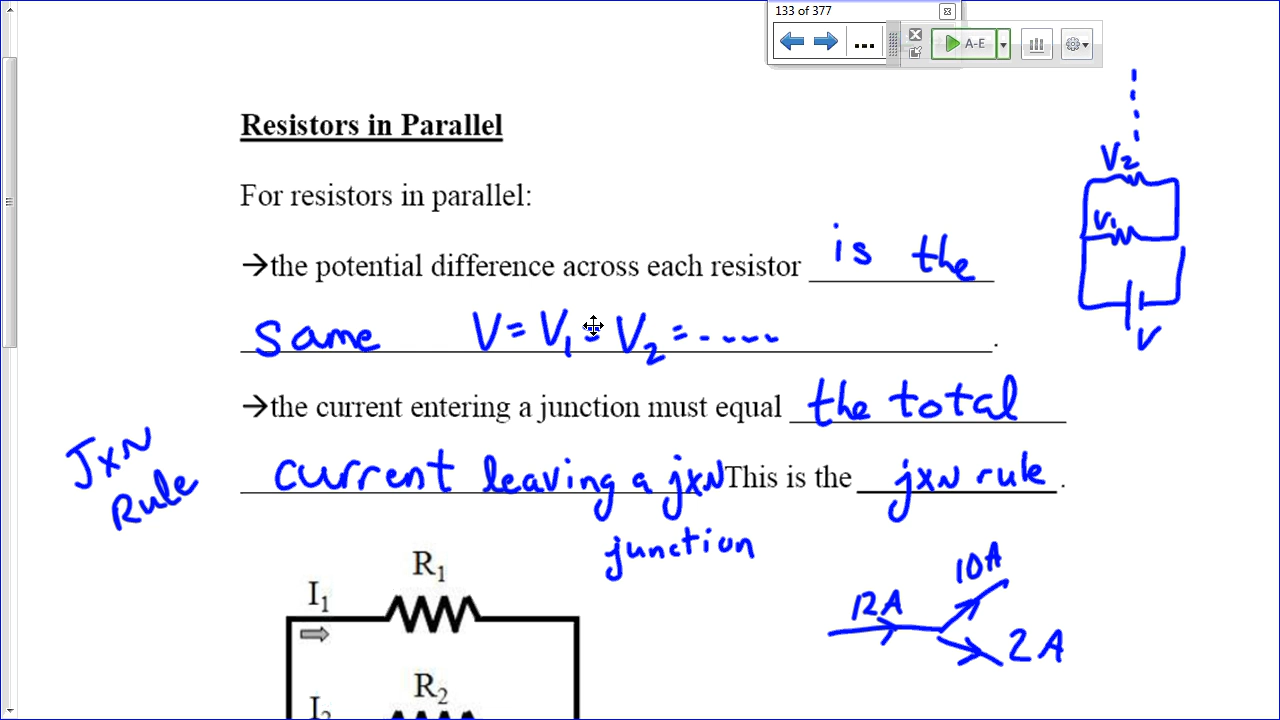 133 of 377
A-E
Resistors in Parallel
For resistors in parallel:
→the potential difference across each resistor is the
same V = V₁ = V₂ = -----.
→the current entering a junction must equal the total
current leaving a jxN This is the jxN rule.
JxN
Rule
junction
V₂
V₁
V
12A
10A
2A
R₁
I₁
R₂
I₂